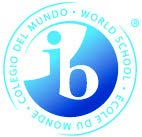 COLEGIO DEL MUNDO · WORLD SCHOOL · ÉCOLE DU MONDE ·
®
ib